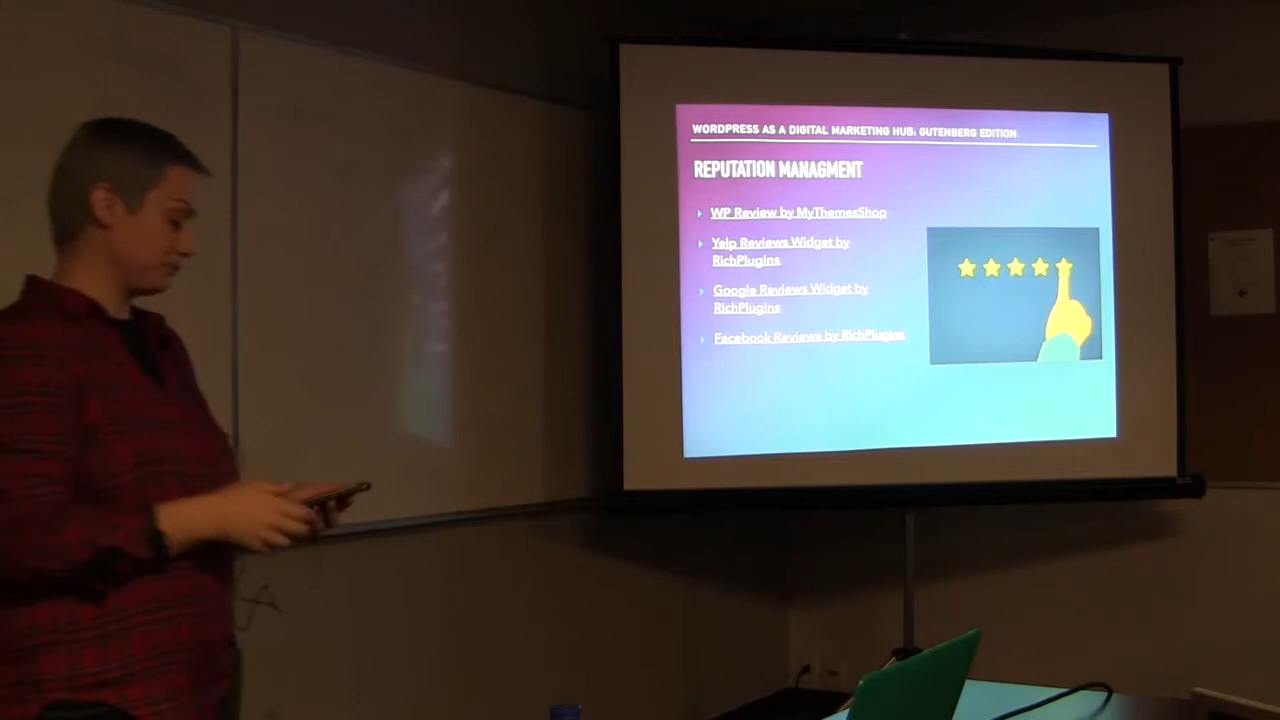 WORDPRESS AS A DIGITAL MARKETING HUB: GUTENBERG EDITION
REPUTATION MANAGMENT
WP Review by MyThemesShop
Yelp Reviews Widget by
RichPlugins
Google Reviews Widget by
RichPlugins
Facebook Reviews by RichPlugins